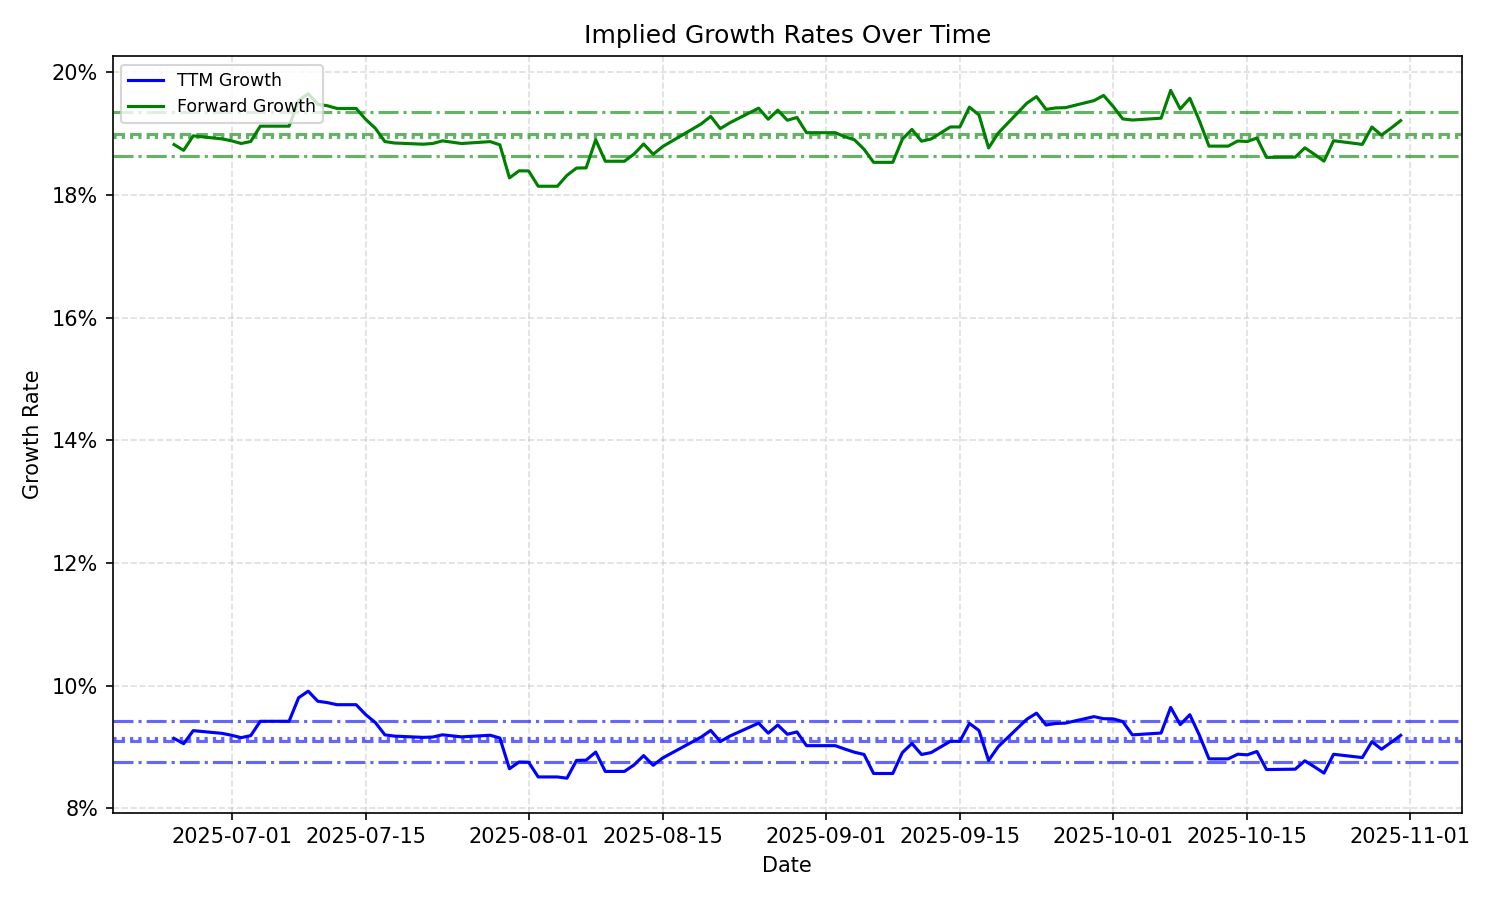 Implied Growth Rates Over Time
TTM Growth
Forward Growth
20%
18%
16%
14%
12%
10%
8%
Growth Rate
2025-07-01 2025-07-15 2025-08-01 2025-08-15 2025-09-01 2025-09-15 2025-10-01 2025-10-15 2025-11-01
Date